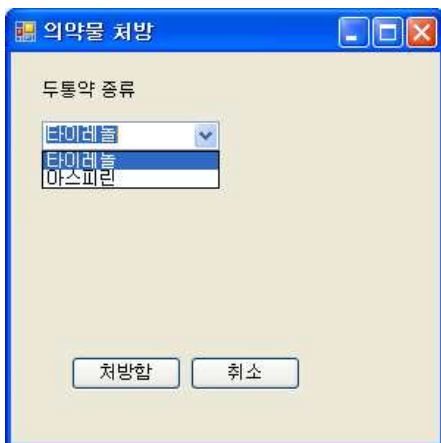 의약물 처방
두통약 종류
타이레놀
타이레놀
아스피린
처방함
취소